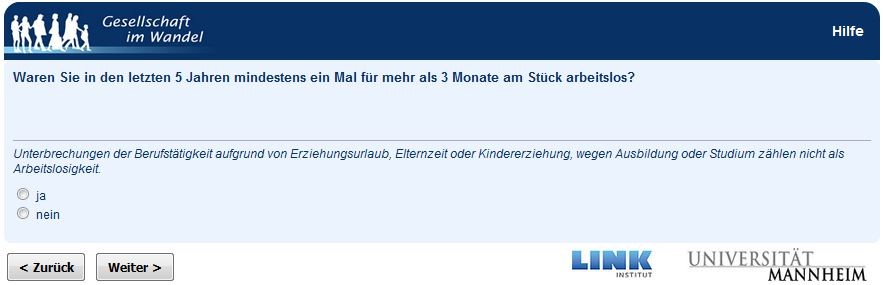 Gesellschaft
im Wandel
Hilfe
Waren Sie in den letzten 5 Jahren mindestens ein Mal für mehr als 3 Monate am Stück arbeitslos?
Unterbrechungen der Berufstätigkeit aufgrund von Erziehungsurlaub, Elternzeit oder Kindererziehung, wegen Ausbildung oder Studium zählen nicht als
Arbeitslosigkeit.
ja
nein
< Zurück
Weiter >
LINK
INSTITUT
UNIVERSITÄT
MANNHEIM